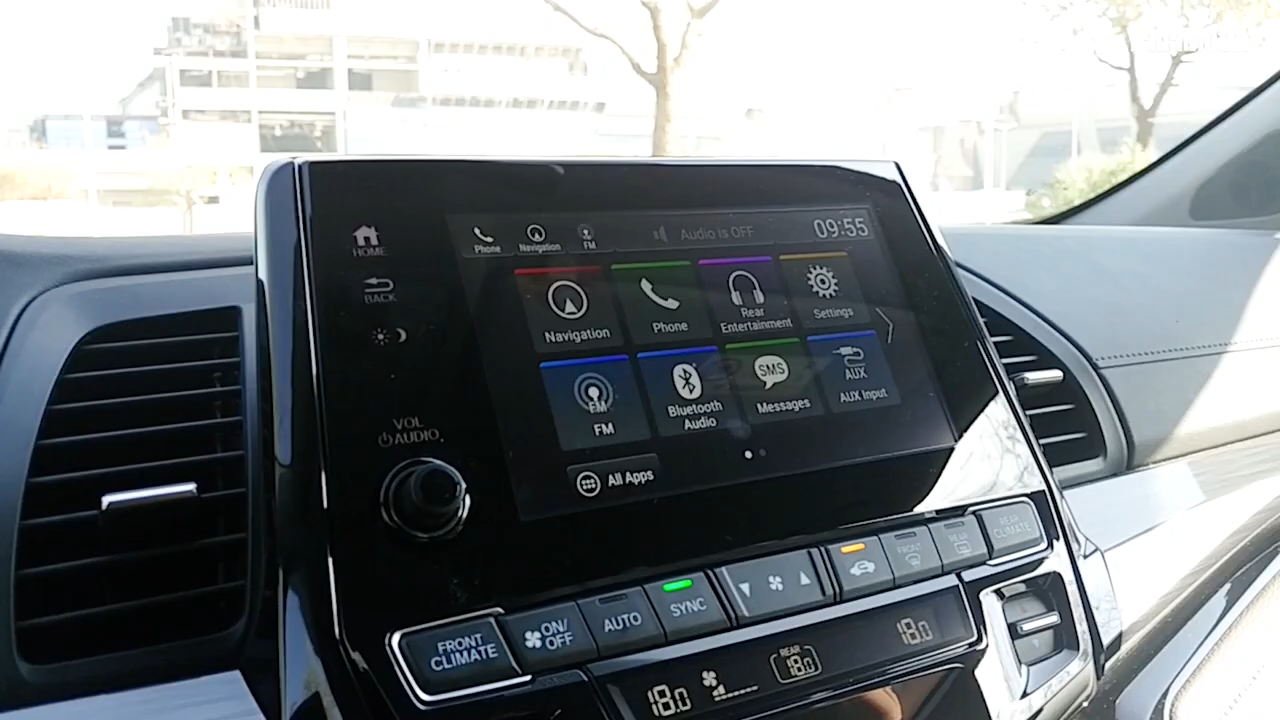 HOME
BACK
VOL
AUDIO
Phone
Navigation
FM
Audio is OFF
09:55
Navigation
Phone
Rear
Entertainment
Settings
FM
FM
Bluetooth
Audio
SMS
Messages
AUX
AUX Input
All Apps
FRONT
CLIMATE
ON/
OFF
AUTO
SYNC
FRONT
REAR
REAR
CLIMATE
18.0
REAR
18.0
18.0